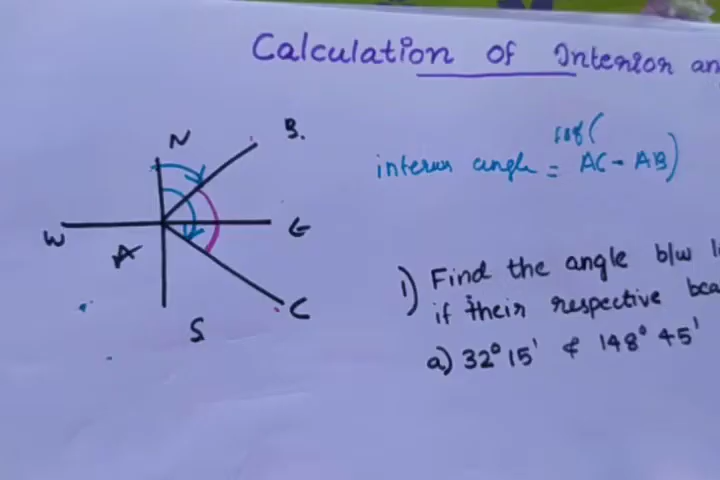 Calculation of Interior an
N
B.
W
E
A
C
S
interior angle = (AC - AB)
1) Find the angle b/w l
if their respective bea
a) 32° 15' & 148° 45'